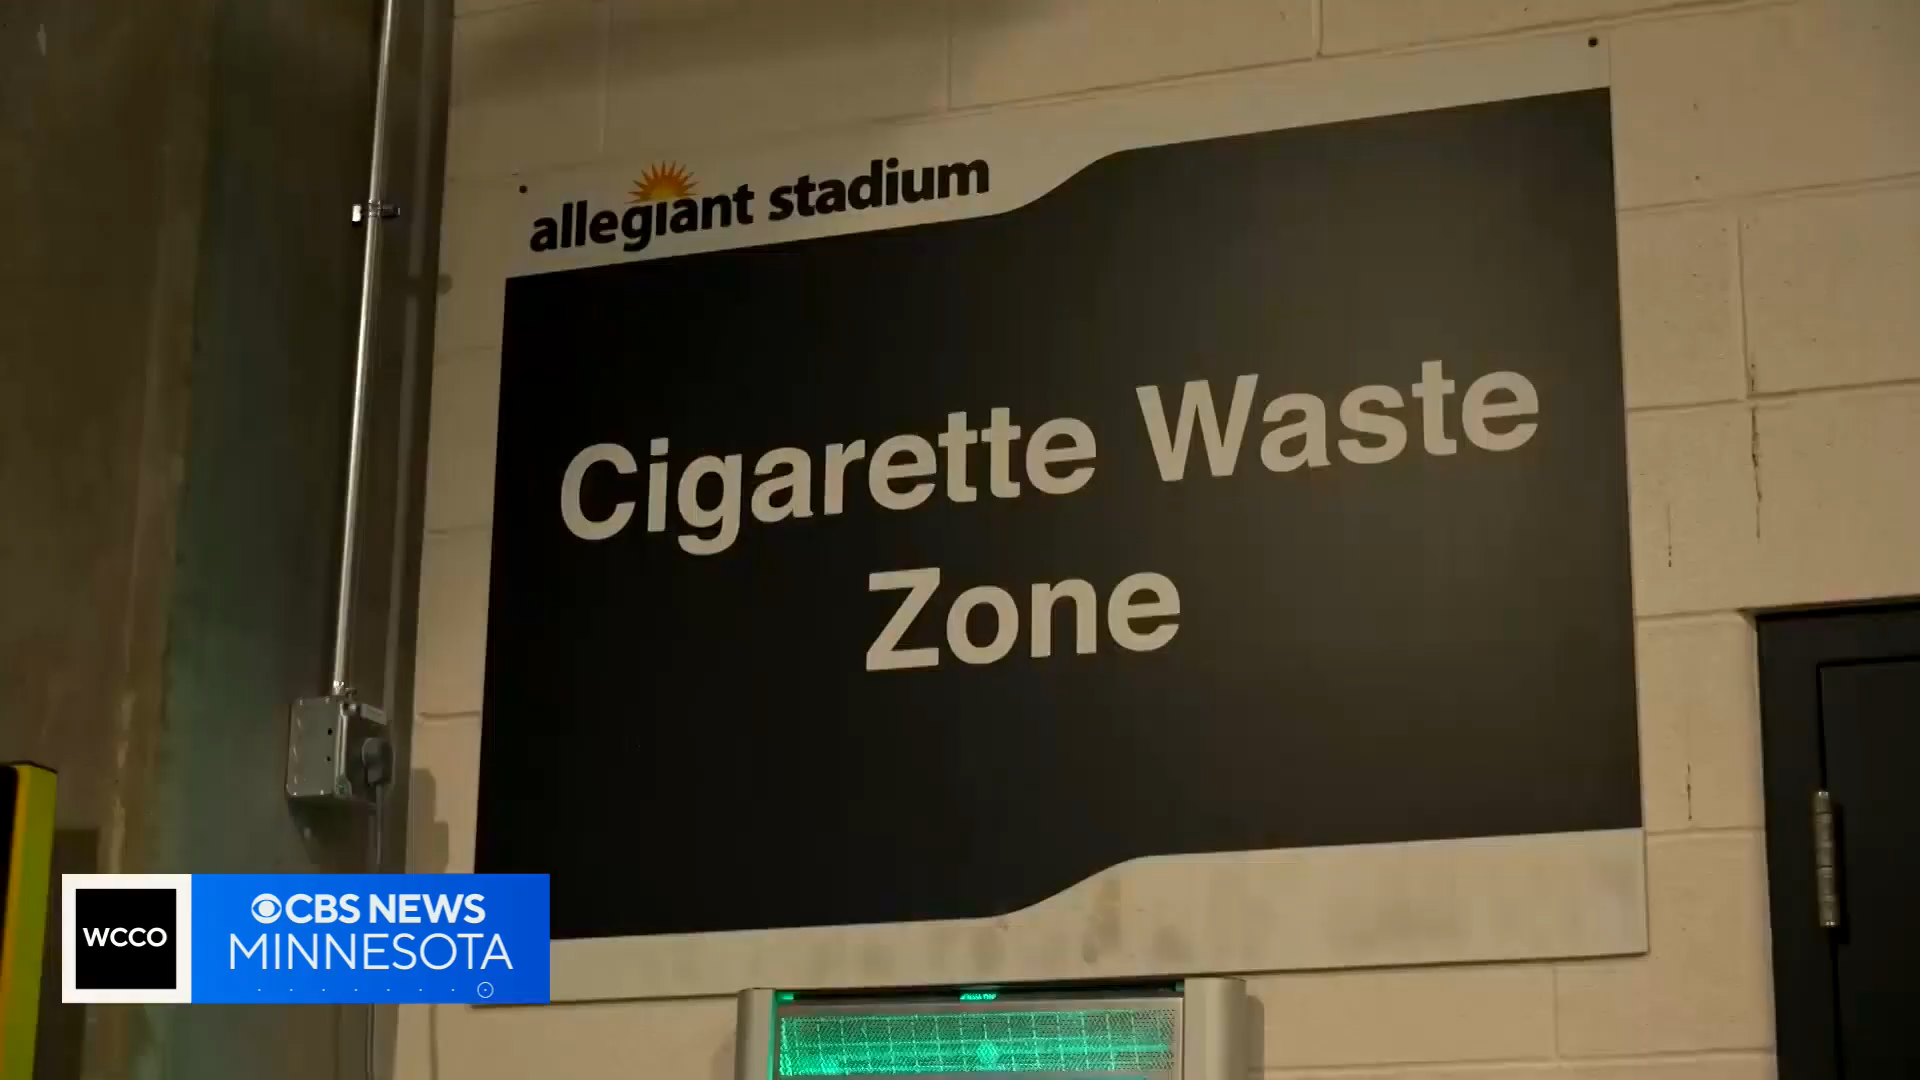 allegiant stadium
Cigarette Waste
Zone
WCCO
CBS NEWS
MINNESOTA